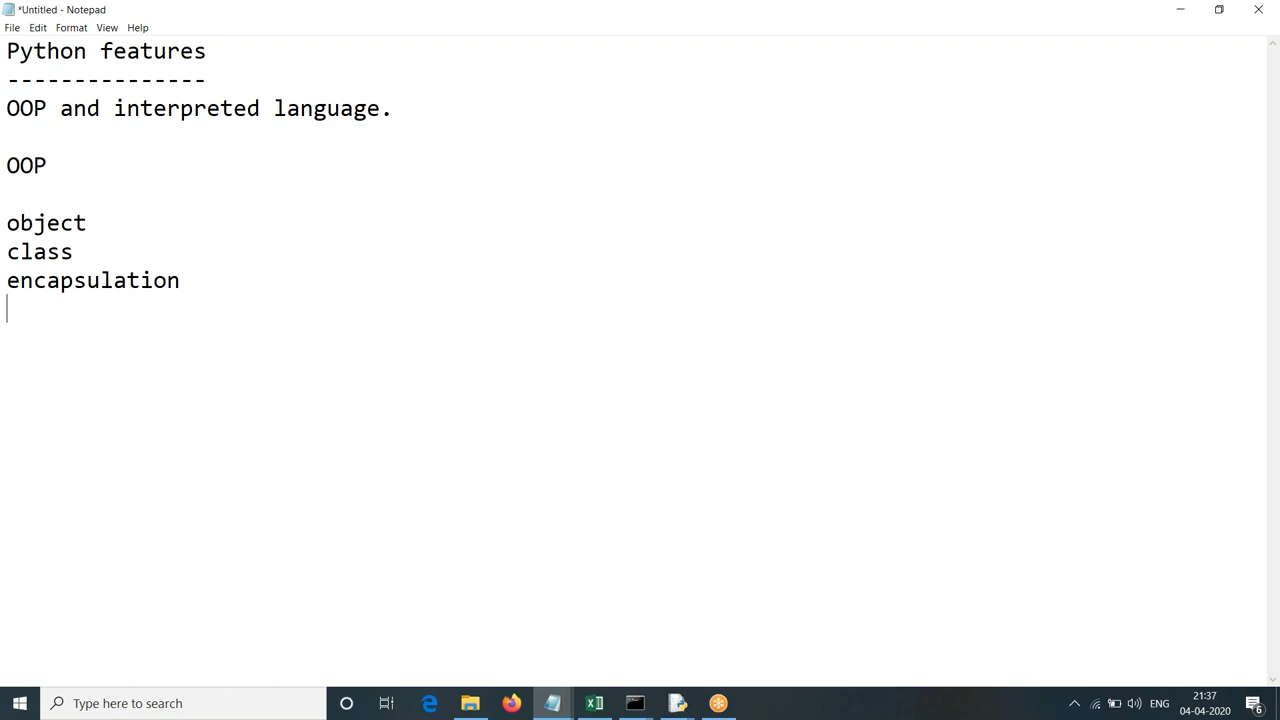 *Untitled - Notepad
File Edit Format View Help
Python features
---------------
OOP and interpreted language.
OOP
object
class
encapsulation
Type here to search
ENG
21:37
04-04-2020
6